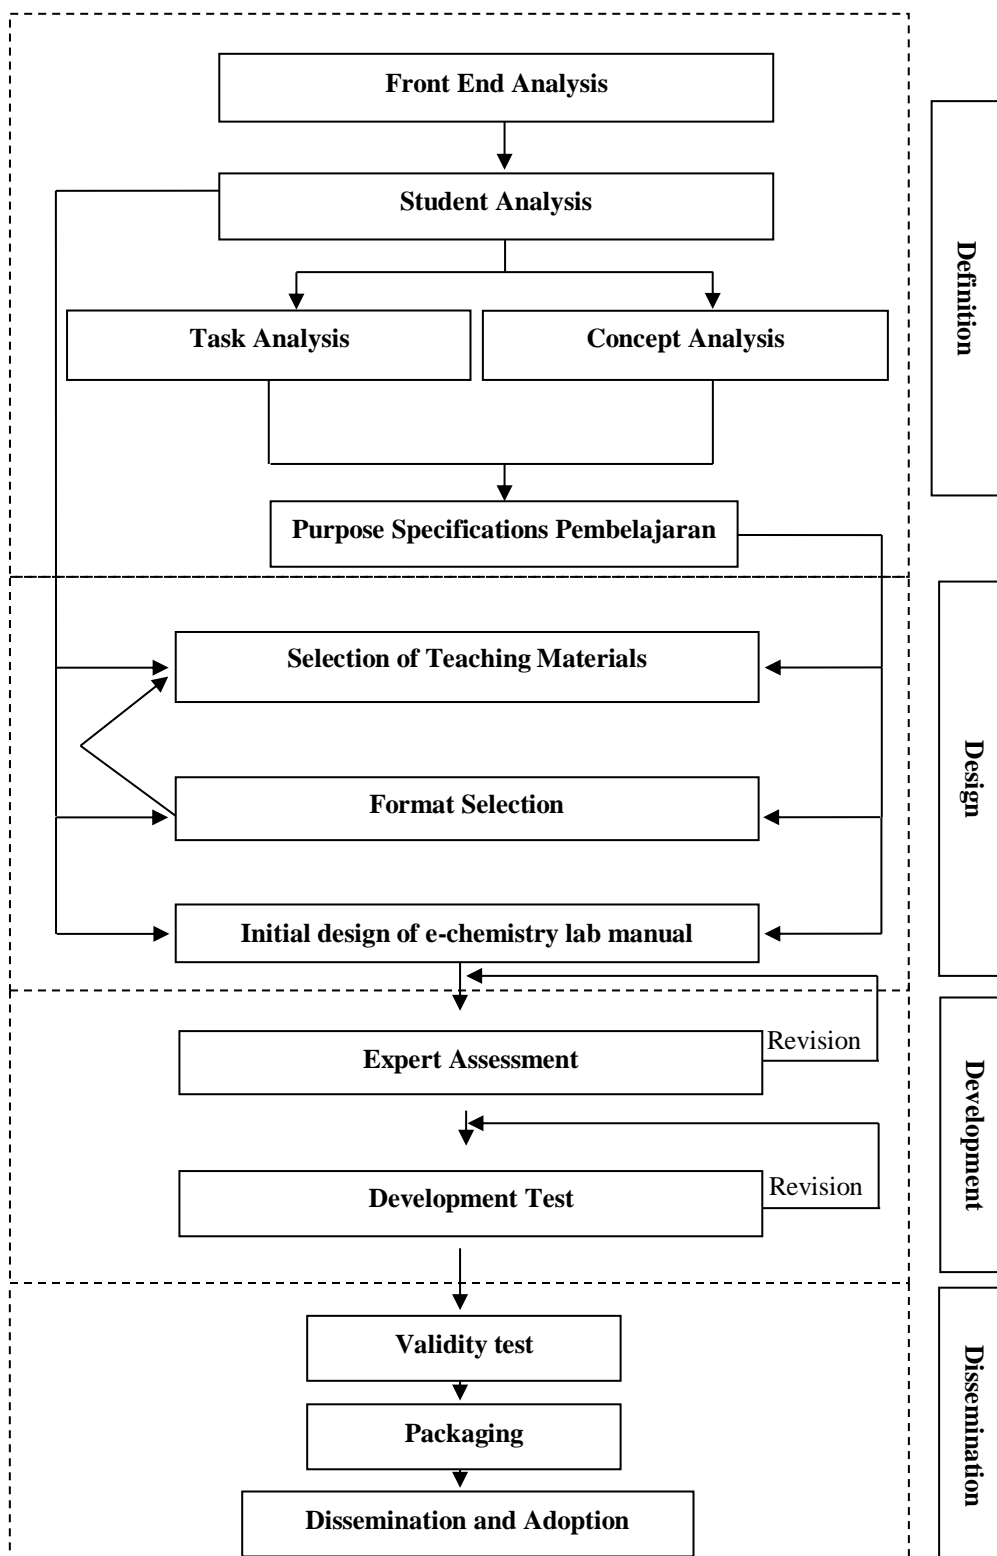 Front End Analysis
Student Analysis
Task Analysis
Concept Analysis
Purpose Specifications Pembelajaran
Definition
Selection of Teaching Materials
Format Selection
Initial design of e-chemistry lab manual
Design
Expert Assessment
Revision
Development Test
Revision
Development
Validity test
Packaging
Dissemination and Adoption
Dissemination